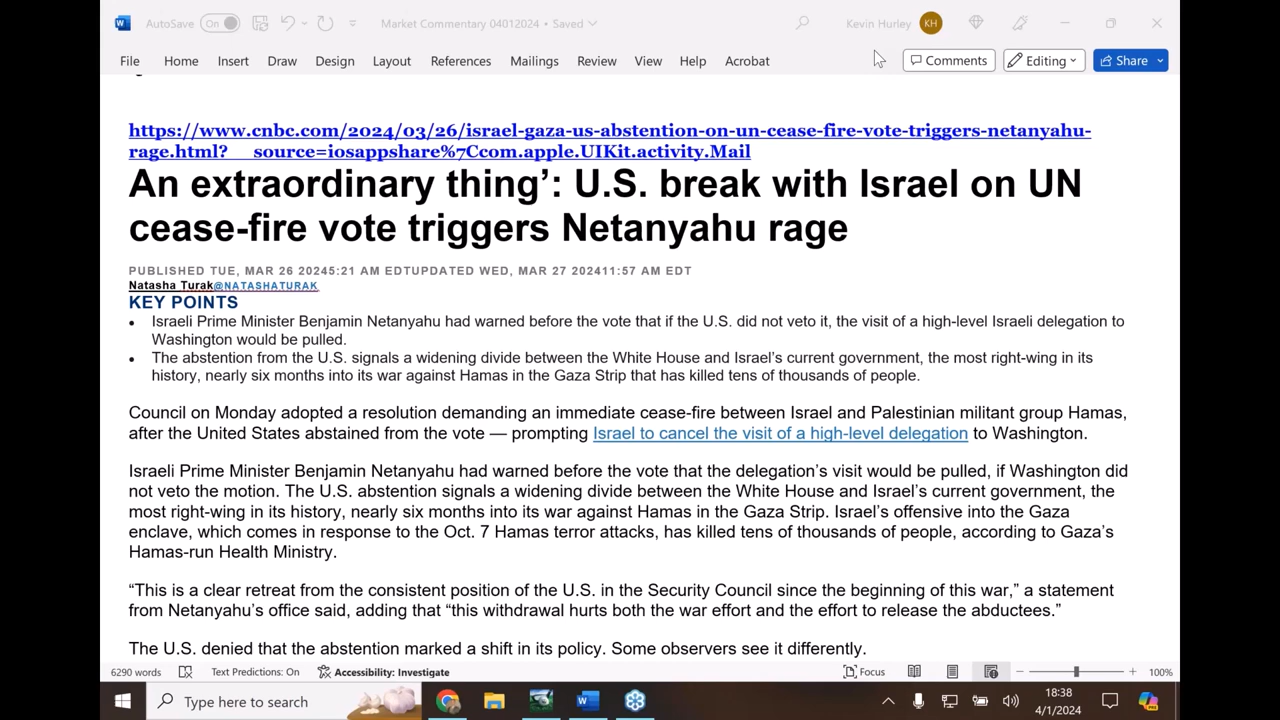 AutoSave On Market Commentary 04012024 • Saved Kevin Hurley KH
File Home Insert Draw Design Layout References Mailings Review View Help Acrobat Comments Editing Share
https://www.cnbc.com/2024/03/26/israel-gaza-us-abstention-on-un-cease-fire-vote-triggers-netanyahu-
rage.html?__source=iosappshare%7Ccom.apple.UIKit.activity.Mail
An extraordinary thing’: U.S. break with Israel on UN
cease-fire vote triggers Netanyahu rage
PUBLISHED TUE, MAR 26 20245:21 AM EDTUPDATED WED, MAR 27 202411:57 AM EDT
Natasha Turak@NATASHATURAK
KEY POINTS
• Israeli Prime Minister Benjamin Netanyahu had warned before the vote that if the U.S. did not veto it, the visit of a high-level Israeli delegation to
Washington would be pulled.
• The abstention from the U.S. signals a widening divide between the White House and Israel’s current government, the most right-wing in its
history, nearly six months into its war against Hamas in the Gaza Strip that has killed tens of thousands of people.
Council on Monday adopted a resolution demanding an immediate cease-fire between Israel and Palestinian militant group Hamas,
after the United States abstained from the vote — prompting Israel to cancel the visit of a high-level delegation to Washington.
Israeli Prime Minister Benjamin Netanyahu had warned before the vote that the delegation’s visit would be pulled, if Washington did
not veto the motion. The U.S. abstention signals a widening divide between the White House and Israel’s current government, the
most right-wing in its history, nearly six months into its war against Hamas in the Gaza Strip. Israel’s offensive into the Gaza
enclave, which comes in response to the Oct. 7 Hamas terror attacks, has killed tens of thousands of people, according to Gaza’s
Hamas-run Health Ministry.
“This is a clear retreat from the consistent position of the U.S. in the Security Council since the beginning of this war,” a statement
from Netanyahu’s office said, adding that “this withdrawal hurts both the war effort and the effort to release the abductees.”
The U.S. denied that the abstention marked a shift in its policy. Some observers see it differently.
6290 words Text Predictions: On Accessibility: Investigate Focus 100%
Type here to search 18:38
4/1/2024